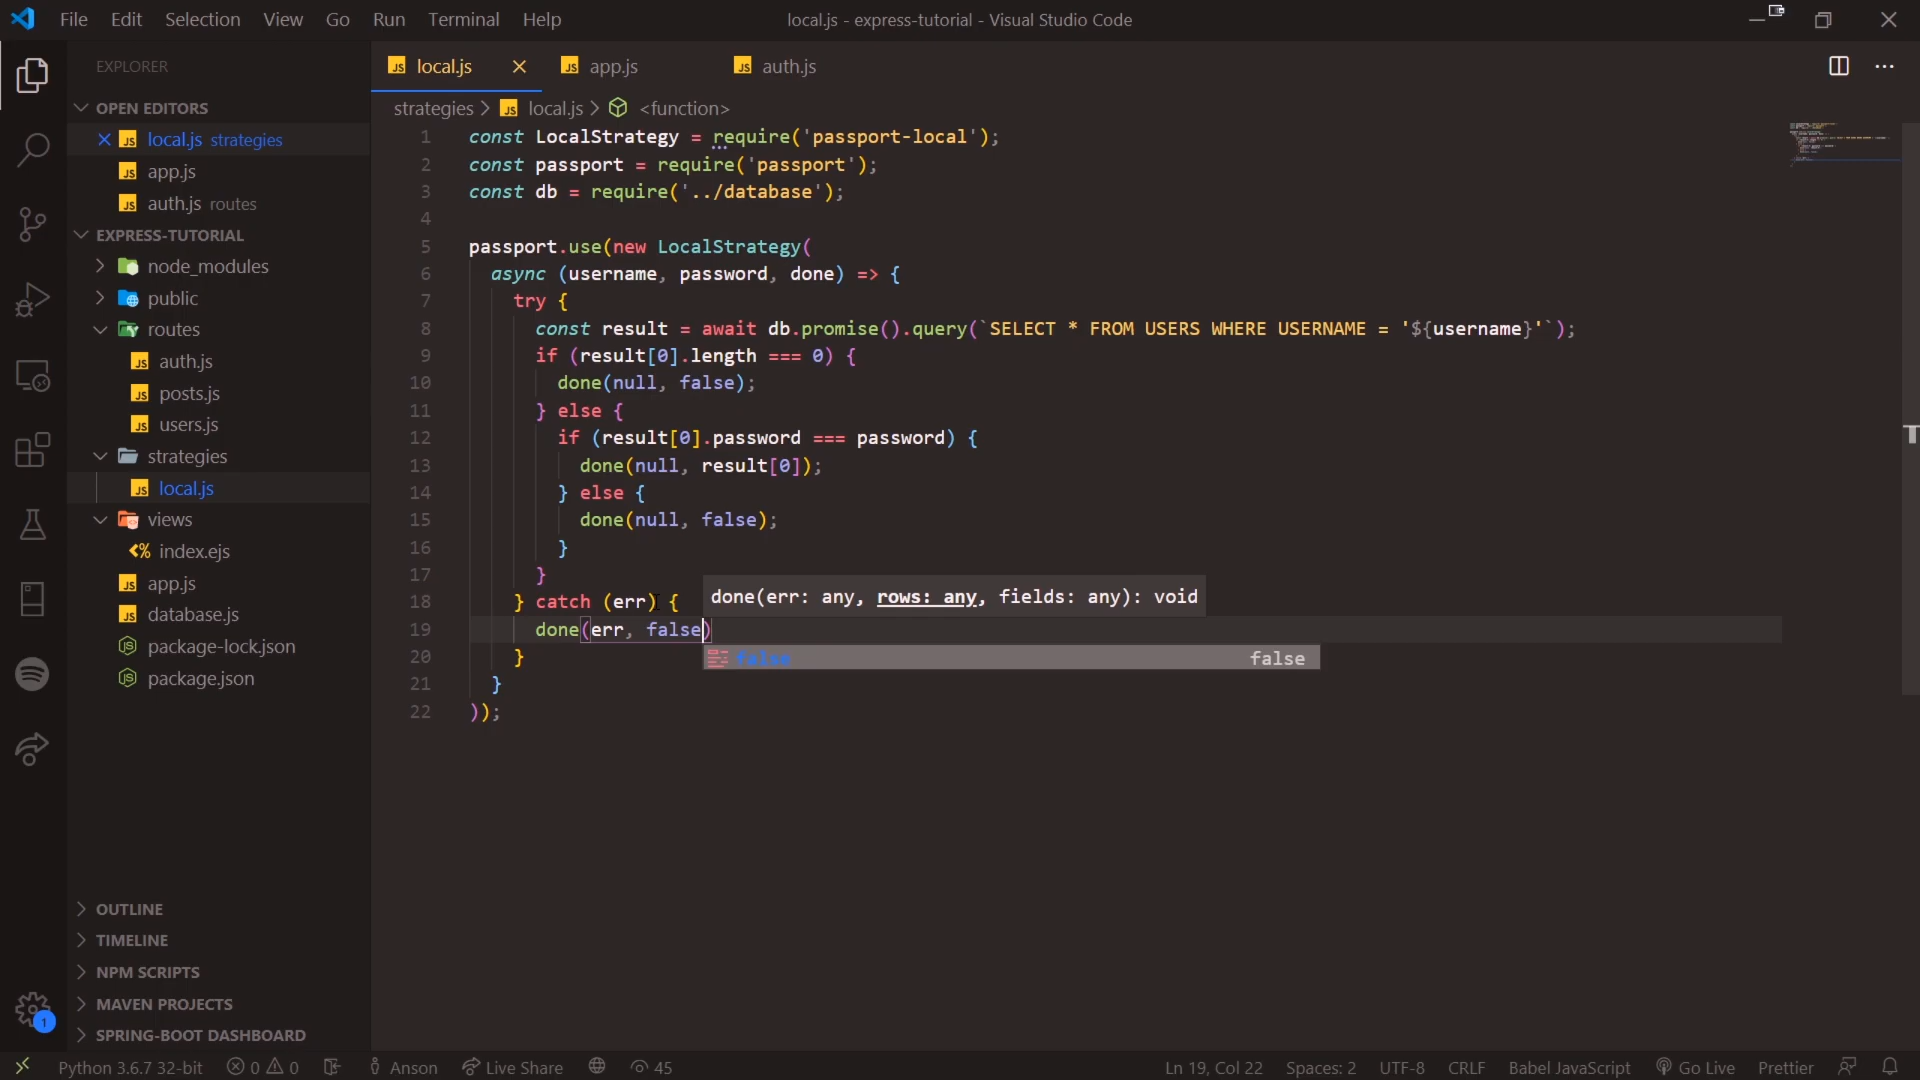 File Edit Selection View Go Run Terminal Help
local.js - express-tutorial - Visual Studio Code
EXPLORER
OPEN EDITORS
local.js strategies
app.js
auth.js routes
EXPRESS-TUTORIAL
node_modules
public
routes
auth.js
posts.js
users.js
strategies
local.js
views
index.ejs
app.js
database.js
package-lock.json
package.json
OUTLINE
TIMELINE
NPM SCRIPTS
MAVEN PROJECTS
SPRING-BOOT DASHBOARD
local.js app.js auth.js
strategies > local.js > <function>
1 const LocalStrategy = require('passport-local');
2 const passport = require('passport');
3 const db = require('../database');
4
5 passport.use(new LocalStrategy(
6 async (username, password, done) => {
7 try {
8 const result = await db.promise().query(`SELECT * FROM USERS WHERE USERNAME = '${username}'`);
9 if (result[0].length === 0) {
10 done(null, false);
11 } else {
12 if (result[0].password === password) {
13 done(null, result[0]);
14 } else {
15 done(null, false);
16 }
17 }
18 } catch (err) {
done(err: any, rows: any, fields: any): void
19 done(err, false)
false false
20 }
21 }
22 ));
1
Python 3.6.7 32-bit 0 0 Anson Live Share 45 Ln 19, Col 22 Spaces: 2 UTF-8 CRLF Babel JavaScript Go Live Prettier